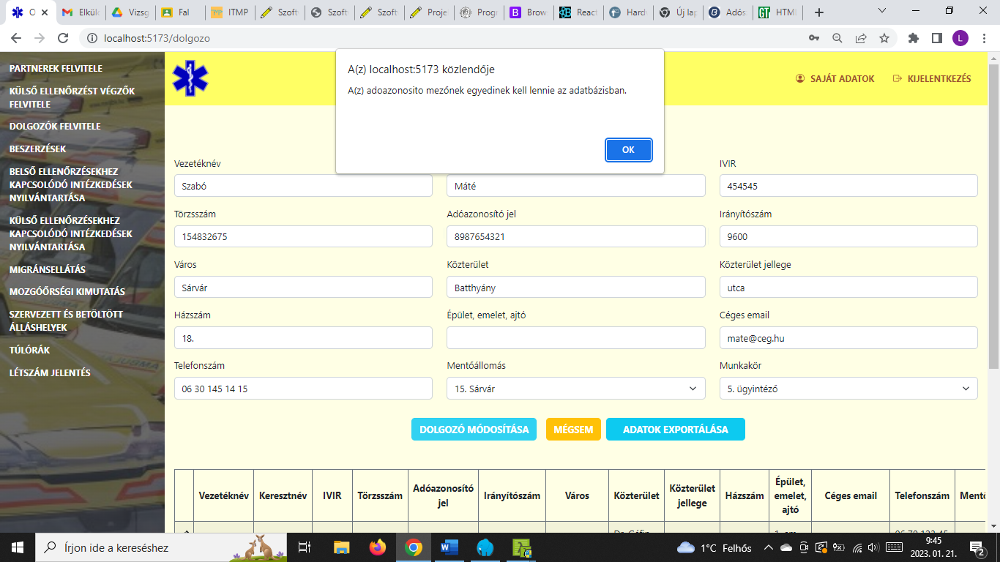 O
Elkül
Vizsg
Fal
ITMP
Szoft
Szoft
Szoft
Proje
Progr
Brow
React
Hardv
Új lap
Adós
HTML
localhost:5173/dolgozo
L
PARTNEREK FELVITELE
KÜLSŐ ELLENŐRZÉST VÉGZŐK
FELVITELE
DOLGOZÓK FELVITELE
BESZERZÉSEK
BELSŐ ELLENŐRZÉSEKHEZ
KAPCSOLÓDÓ INTÉZKEDÉSEK
NYILVÁNTARTÁSA
KÜLSŐ ELLENŐRZÉSEKHEZ
KAPCSOLÓDÓ INTÉZKEDÉSEK
NYILVÁNTARTÁSA
MIGRÁNSELLÁTÁS
MOZGÓŐRSÉGI KIMUTATÁS
SZERVEZETT ÉS BETÖLTÖTT
ÁLLÁSHELYEK
TÚLÓRÁK
LÉTSZÁM JELENTÉS
SAJÁT ADATOK KIJELENTKEZÉS
A(z) localhost:5173 közlendője
A(z) adoazonosito mezőnek egyedinek kell lennie az adatbázisban.
OK
Vezetéknév IVIR
Szabó Máté 454545
Törzsszám Adóazonosító jel Irányítószám
154832675 8987654321 9600
Város Közterület Közterület jellege
Sárvár Batthyány utca
Házszám Épület, emelet, ajtó Céges email
18. mate@ceg.hu
Telefonszám Mentőállomás Munkakör
06 30 145 14 15 15. Sárvár 5. ügyintéző
DOLGOZÓ MÓDOSÍTÁSA MÉGSEM ADATOK EXPORTÁLÁSA
Vezetéknév
Keresztnév
IVIR
Törzsszám
Adóazonosító
jel
Irányítószám
Város
Közterület
Közterület
jellege
Házszám
Épület,
emelet,
ajtó
Céges email
Telefonszám
Írjon ide a kereséshez
1°C Felhős
9:45
2023. 01. 21.
2